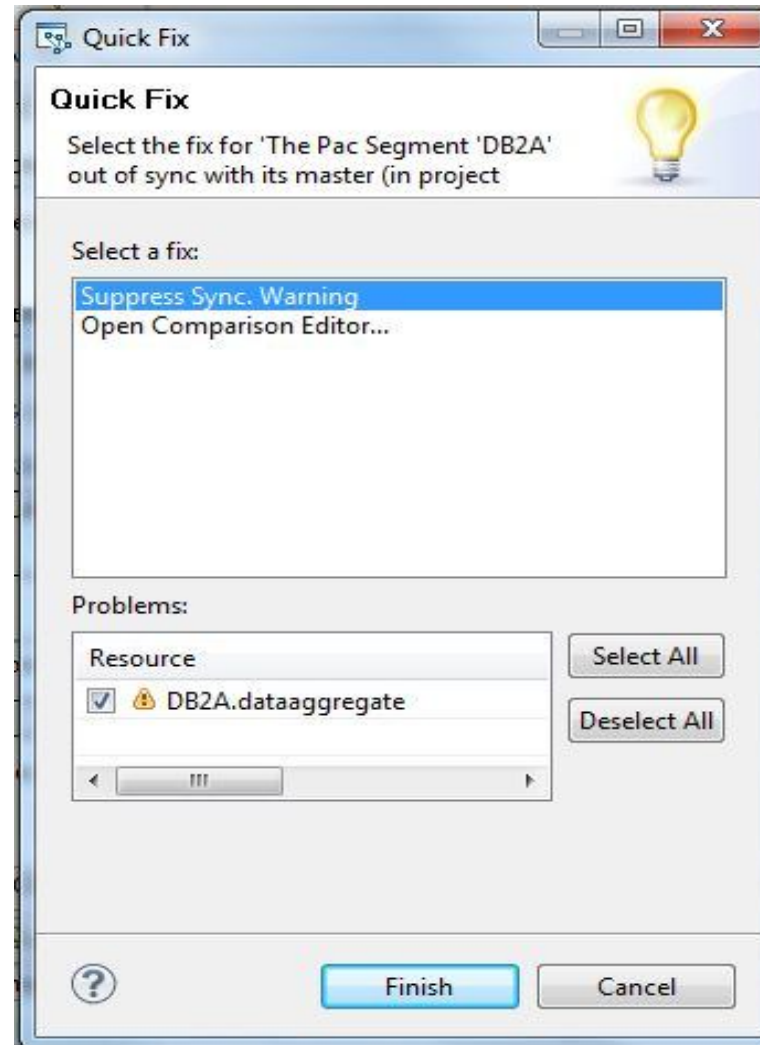 Quick Fix
Quick Fix
Select the fix for 'The Pac Segment 'DB2A'
out of sync with its master (in project
Select a fix:
Suppress Sync. Warning
Open Comparison Editor...
Problems:
Resource
Select All
DB2A.dataaggregate
Deselect All
Finish
Cancel